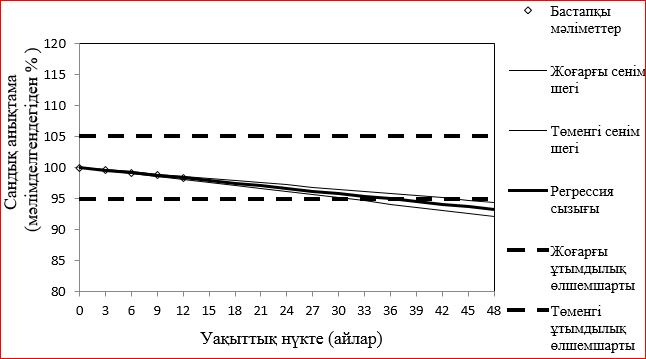 Сандық анықтама
(мәлімделгендегіден %)
120
115
110
105
100
95
90
85
80
0 3 6 9 12 15 18 21 24 27 30 33 36 39 42 45 48
Уақыттық нүкте (айлар)
Бастапқы
мәліметтер
Жоғарғы сенім
шегі
Төменгі сенім
шегі
Регрессия
сызығы
Жоғарғы
ұтымдылық
өлшемшарты
Төменгі
ұтымдылық
өлшемшарты